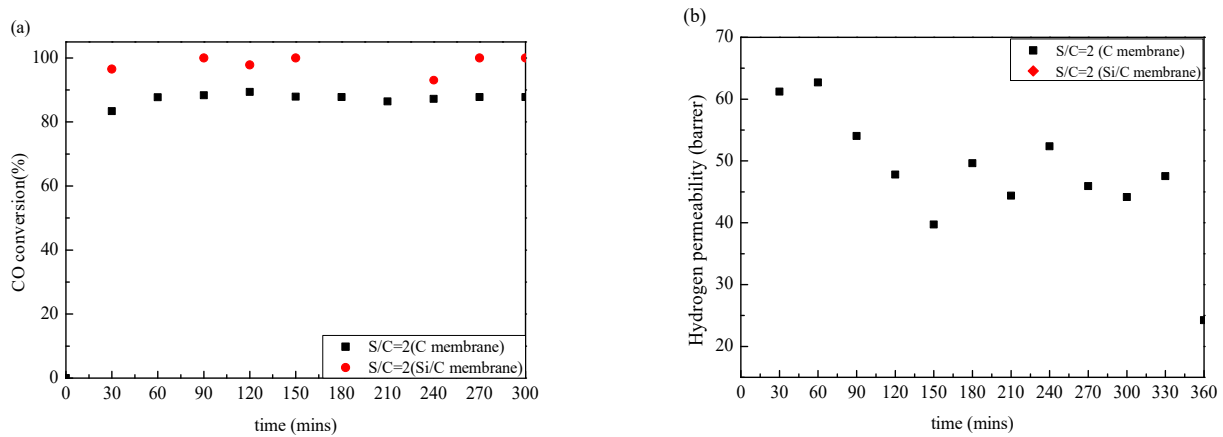 (a)
CO conversion(%)
100
80
60
40
20
0
S/C=2(C membrane)
S/C=2(Si/C membrane)
0 30 60 90 120 150 180 210 240 270 300
time (mins)
(b)
Hydrogen permeability (barrer)
70
60
50
40
30
20
S/C=2 (C membrane)
S/C=2 (Si/C membrane)
0 30 60 90 120 150 180 210 240 270 300 330 360
time (mins)